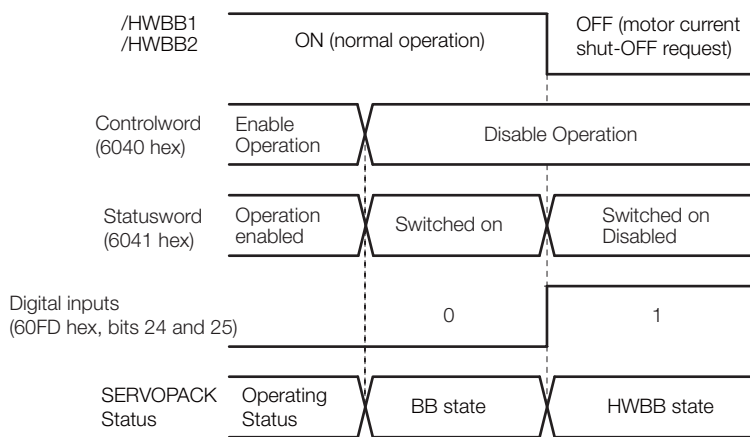 /HWBB1
/HWBB2
ON (normal operation)
OFF (motor current
shut-OFF request)
Controlword
(6040 hex)
Enable
Operation
Disable Operation
Statusword
(6041 hex)
Operation
enabled
Switched on
Switched on
Disabled
Digital inputs
(60FD hex, bits 24 and 25)
0
1
SERVOPACK
Status
Operating
Status
BB state
HWBB state